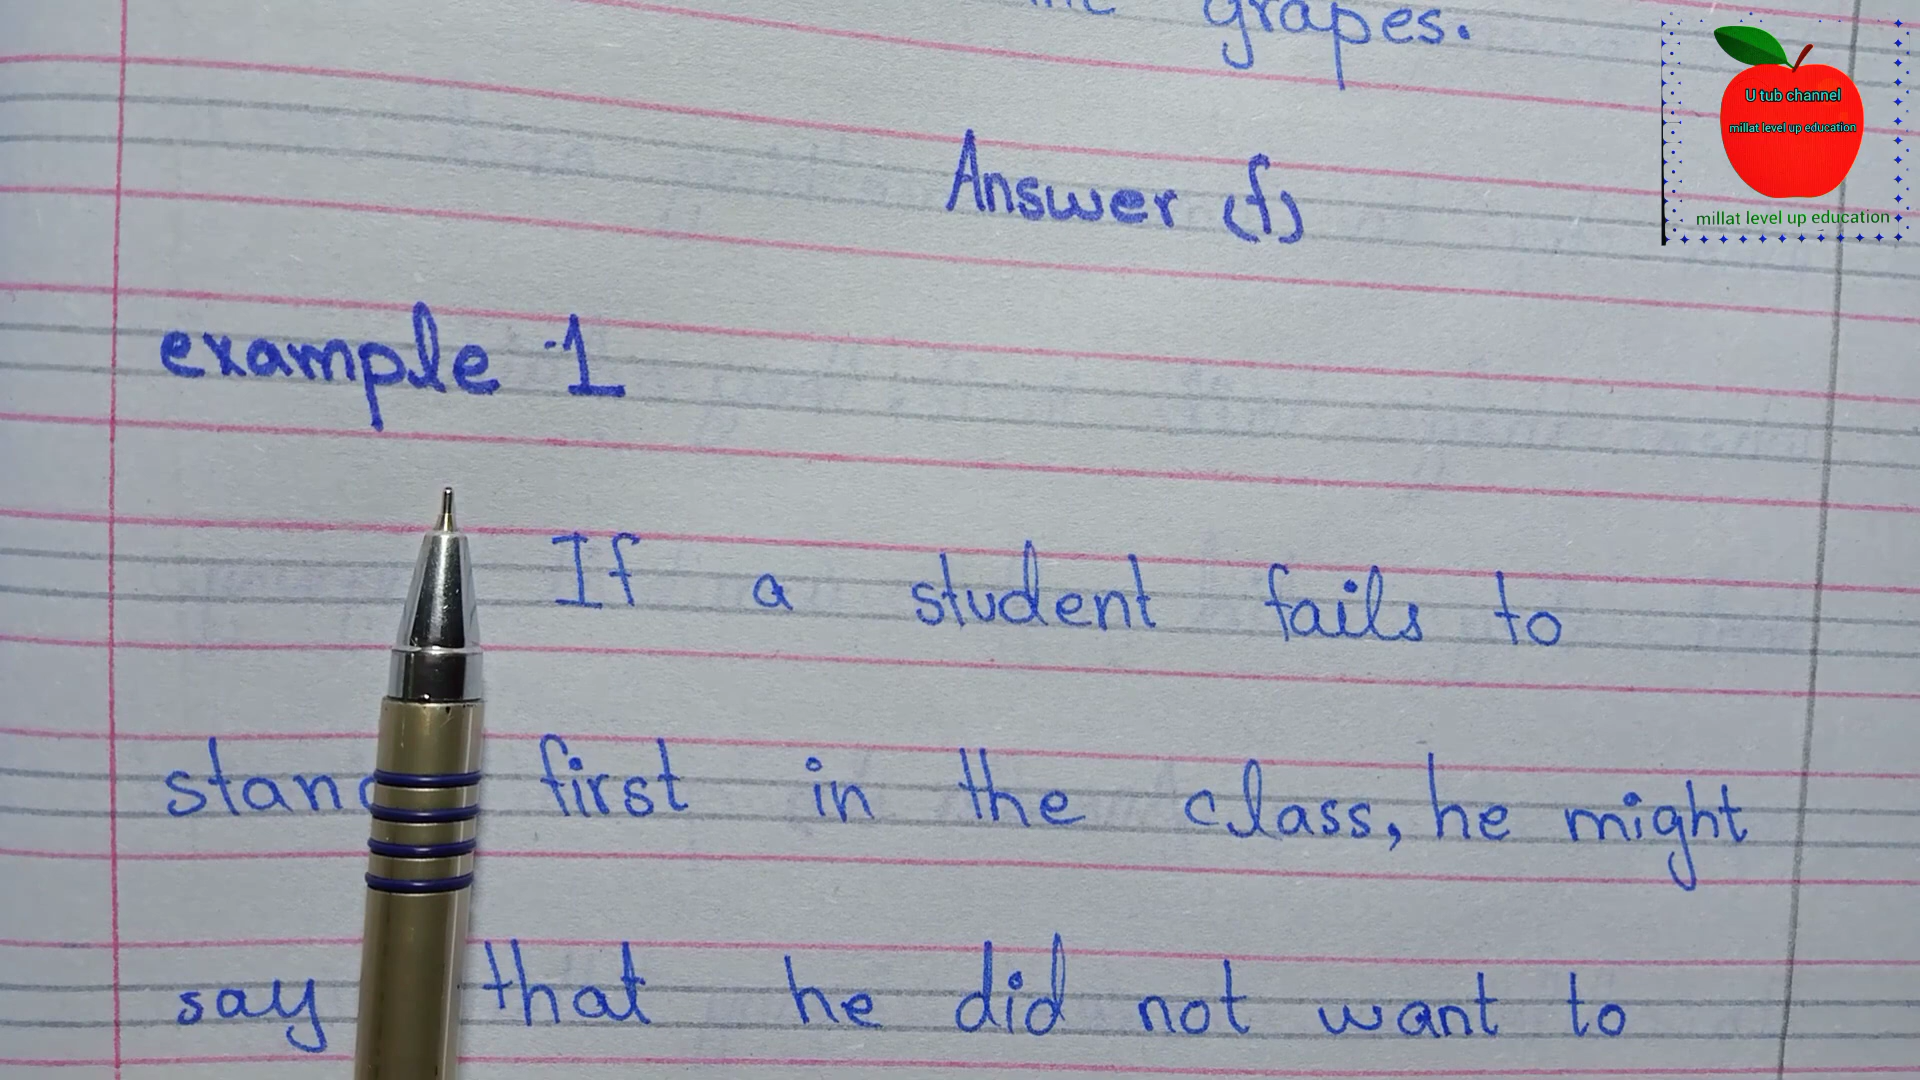 grapes.
Answer (f)
example 1
If a student fails to
stand first in the class, he might
say that he did not want to
U tub channel
millat level up education
millat level up education